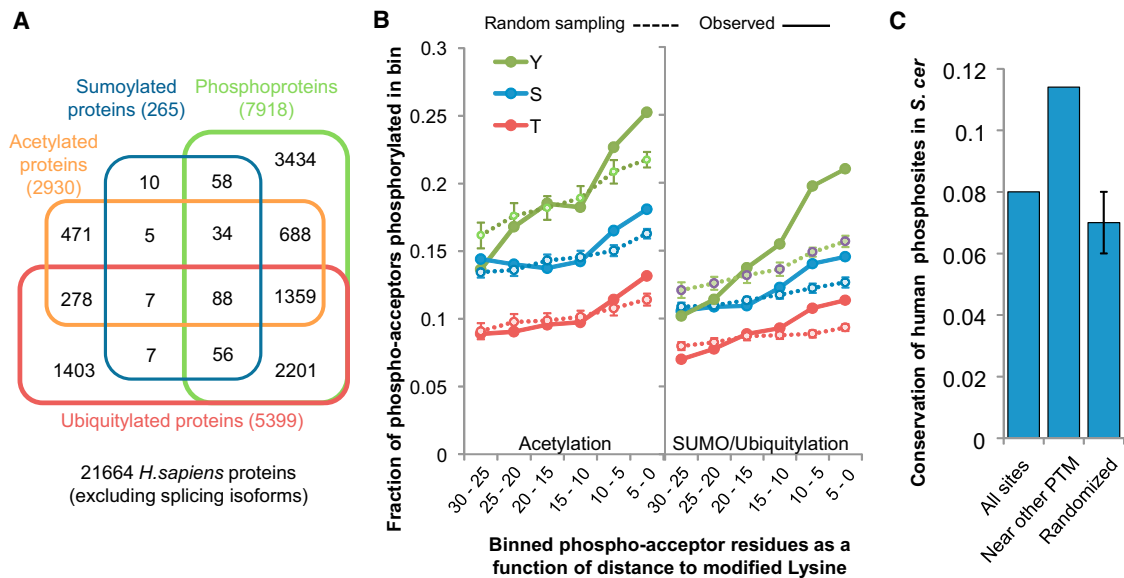 A
Sumoylated
proteins (265)
Phosphoproteins
(7918)
Acetylated
proteins
(2930)
3434
10
58
471
5
34
688
278
7
88
1359
7
56
1403
2201
Ubiquitylated proteins (5399)
21664 H.sapiens proteins
(excluding splicing isoforms)
B
Random sampling
Observed
Fraction of phospho-acceptors phosphorylated in bin
0.3
0.25
0.2
0.15
0.1
0.05
0
Y
S
T
Acetylation
SUMO/Ubiquitylation
30 - 25
25 - 20
20 - 15
15 - 10
10 - 5
5 - 0
30 - 25
25 - 20
20 - 15
15 - 10
10 - 5
5 - 0
Binned phospho-acceptor residues as a
function of distance to modified Lysine
C
Conservation of human phosphosites in S. cer
0.12
0.1
0.08
0.06
0.04
0.02
0
All sites
Near other PTM
Randomized